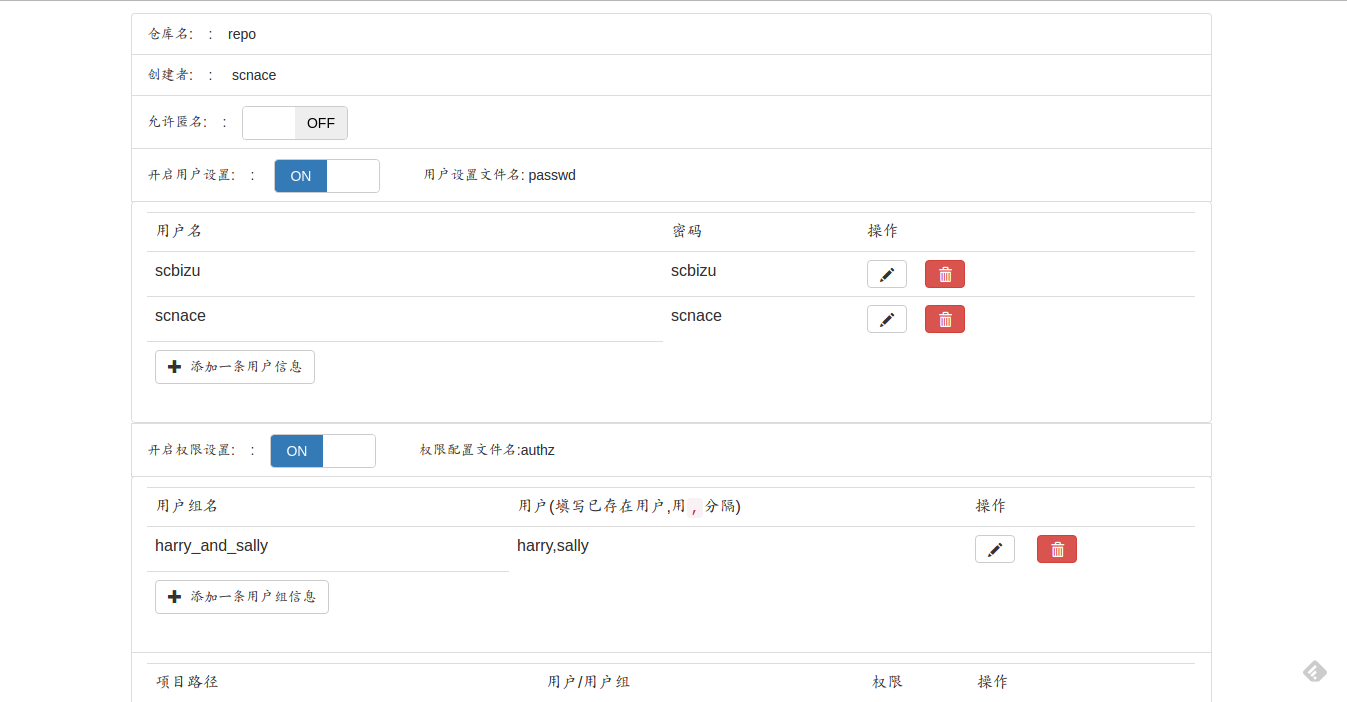 仓库名: : repo
创建者: : scnace
允许匿名: : OFF
开启用户设置: : ON 用户设置文件名: passwd
用户名 密码 操作
scbizu scbizu
scnace scnace
添加一条用户信息
开启权限设置: : ON 权限配置文件名:authz
用户组名 用户(填写已存在用户,用 , 分隔) 操作
harry_and_sally harry,sally
添加一条用户组信息
项目路径 用户/用户组 权限 操作